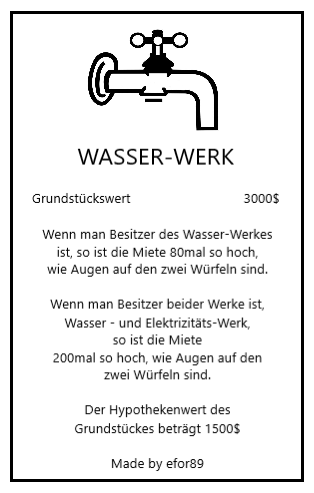 WASSER-WERK
Grundstückswert 3000$
Wenn man Besitzer des Wasser-Werkes
ist, so ist die Miete 80mal so hoch,
wie Augen auf den zwei Würfeln sind.
Wenn man Besitzer beider Werke ist,
Wasser - und Elektrizitäts-Werk,
so ist die Miete
200mal so hoch, wie Augen auf den
zwei Würfeln sind.
Der Hypothekenwert des
Grundstückes beträgt 1500$
Made by efor89